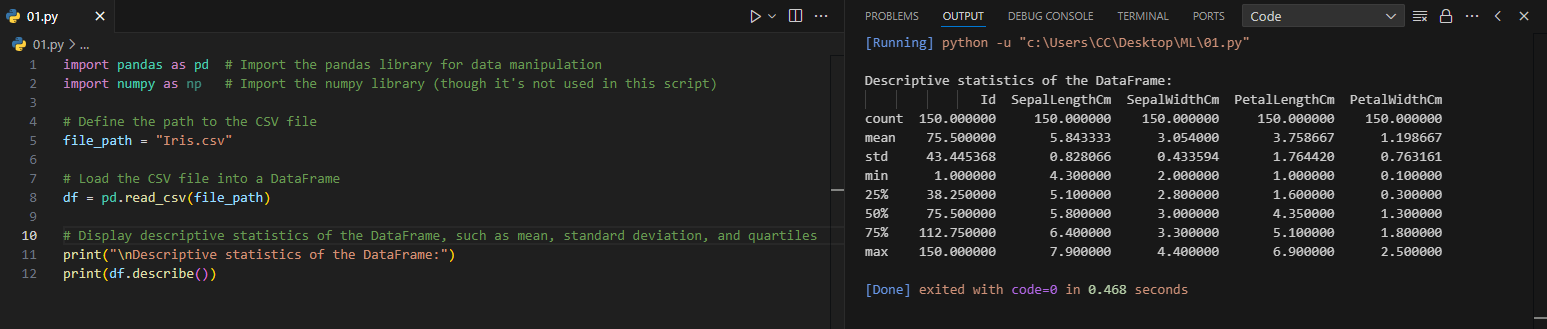 01.py
01.py > ...
1 import pandas as pd  # Import the pandas library for data manipulation
2 import numpy as np   # Import the numpy library (though it's not used in this script)
3
4 # Define the path to the CSV file
5 file_path = "Iris.csv"
6
7 # Load the CSV file into a DataFrame
8 df = pd.read_csv(file_path)
9
10 # Display descriptive statistics of the DataFrame, such as mean, standard deviation, and quartiles
11 print("\nDescriptive statistics of the DataFrame:")
12 print(df.describe())
PROBLEMS OUTPUT DEBUG CONSOLE TERMINAL PORTS Code
[Running] python -u "c:\Users\CC\Desktop\ML\01.py"
Descriptive statistics of the DataFrame:
Id SepalLengthCm SepalWidthCm PetalLengthCm PetalWidthCm
count 150.000000 150.000000 150.000000 150.000000 150.000000
mean 75.500000 5.843333 3.054000 3.758667 1.198667
std 43.445368 0.828066 0.433594 1.764420 0.763161
min 1.000000 4.300000 2.000000 1.000000 0.100000
25% 38.250000 5.100000 2.800000 1.600000 0.300000
50% 75.500000 5.800000 3.000000 4.350000 1.300000
75% 112.750000 6.400000 3.300000 5.100000 1.800000
max 150.000000 7.900000 4.400000 6.900000 2.500000
[Done] exited with code=0 in 0.468 seconds